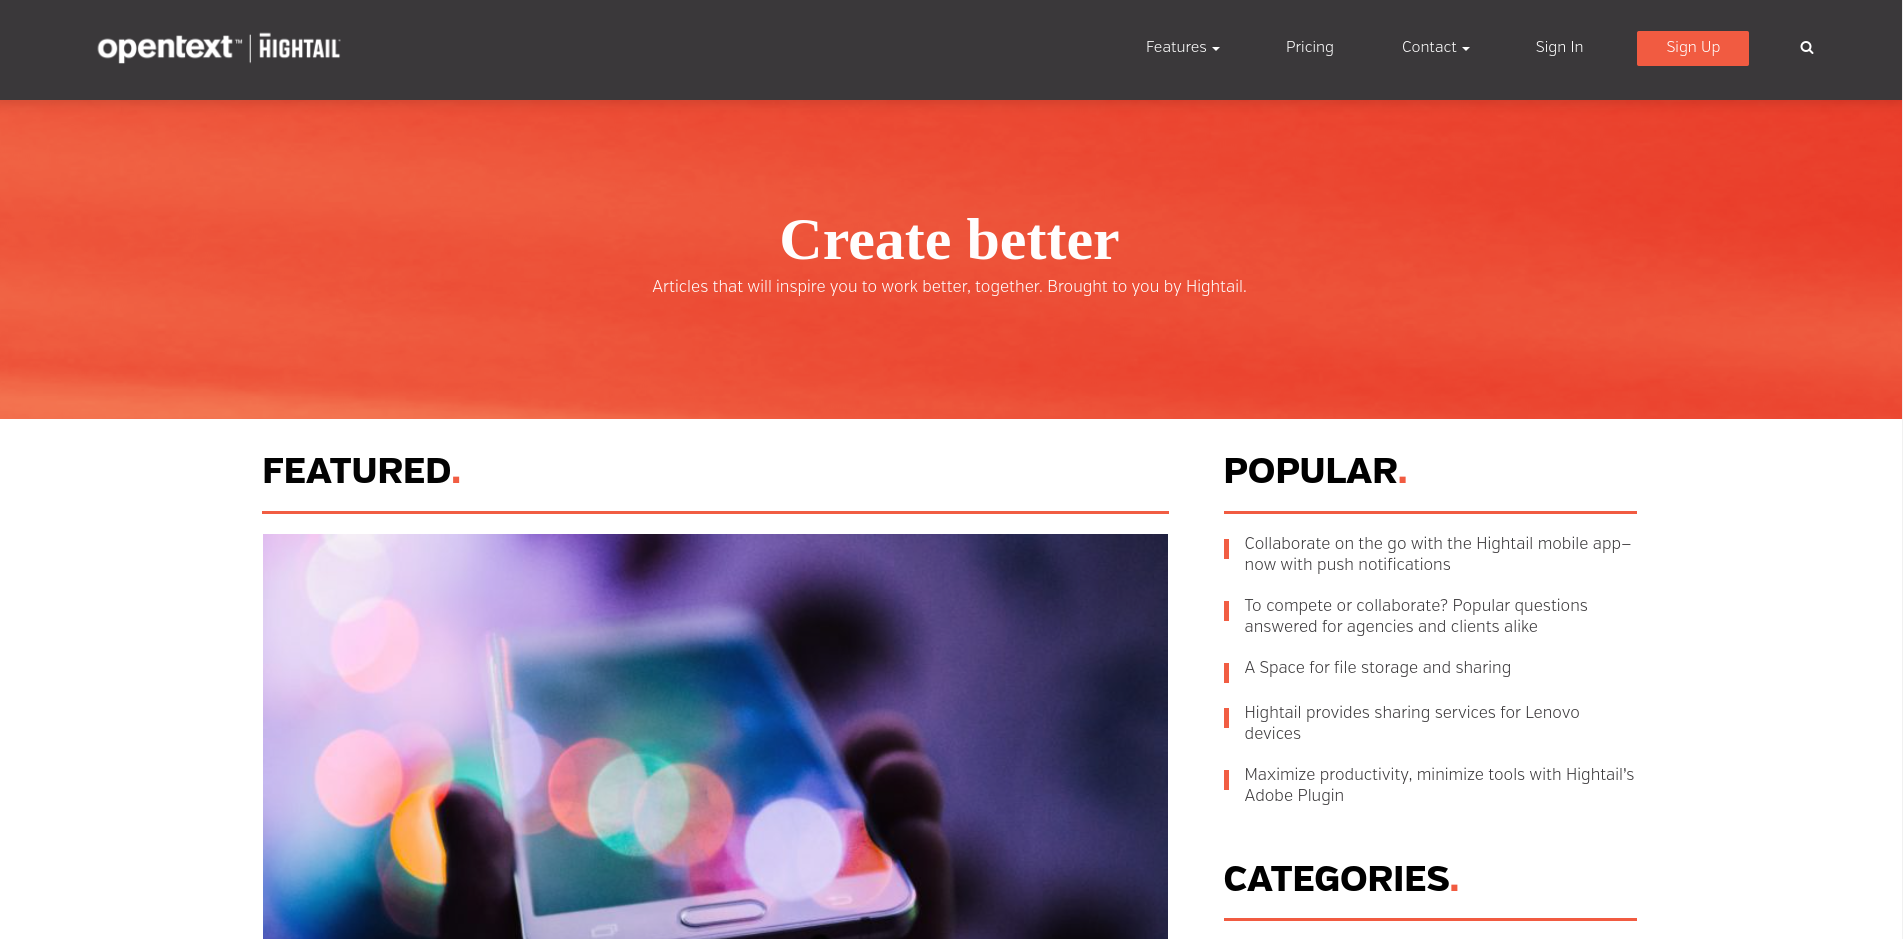 opentext™ | HIGHTAIL
Features
Pricing
Contact
Sign In
Sign Up
Create better
Articles that will inspire you to work better, together. Brought to you by Hightail.
FEATURED.
POPULAR.
Collaborate on the go with the Hightail mobile app–
now with push notifications
To compete or collaborate? Popular questions
answered for agencies and clients alike
A Space for file storage and sharing
Hightail provides sharing services for Lenovo
devices
Maximize productivity, minimize tools with Hightail's
Adobe Plugin
CATEGORIES.